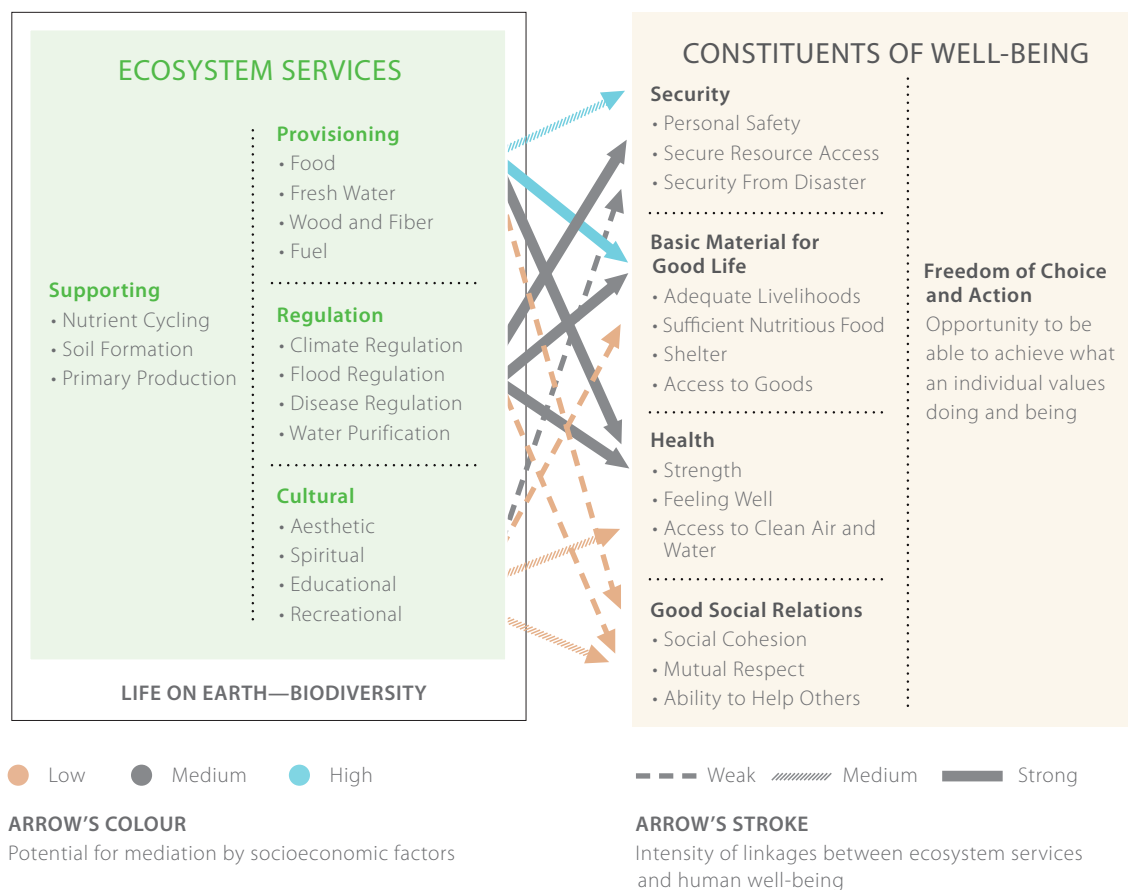 ECOSYSTEM SERVICES
Supporting
• Nutrient Cycling
• Soil Formation
• Primary Production
Provisioning
• Food
• Fresh Water
• Wood and Fiber
• Fuel
Regulation
• Climate Regulation
• Flood Regulation
• Disease Regulation
• Water Purification
Cultural
• Aesthetic
• Spiritual
• Educational
• Recreational
LIFE ON EARTH—BIODIVERSITY
CONSTITUENTS OF WELL-BEING
Security
• Personal Safety
• Secure Resource Access
• Security From Disaster
Basic Material for
Good Life
• Adequate Livelihoods
• Sufficient Nutritious Food
• Shelter
• Access to Goods
Health
• Strength
• Feeling Well
• Access to Clean Air and
Water
Good Social Relations
• Social Cohesion
• Mutual Respect
• Ability to Help Others
Freedom of Choice
and Action
Opportunity to be
able to achieve what
an individual values
doing and being
Low Medium High
ARROW'S COLOUR
Potential for mediation by socioeconomic factors
Weak Medium Strong
ARROW'S STROKE
Intensity of linkages between ecosystem services
and human well-being